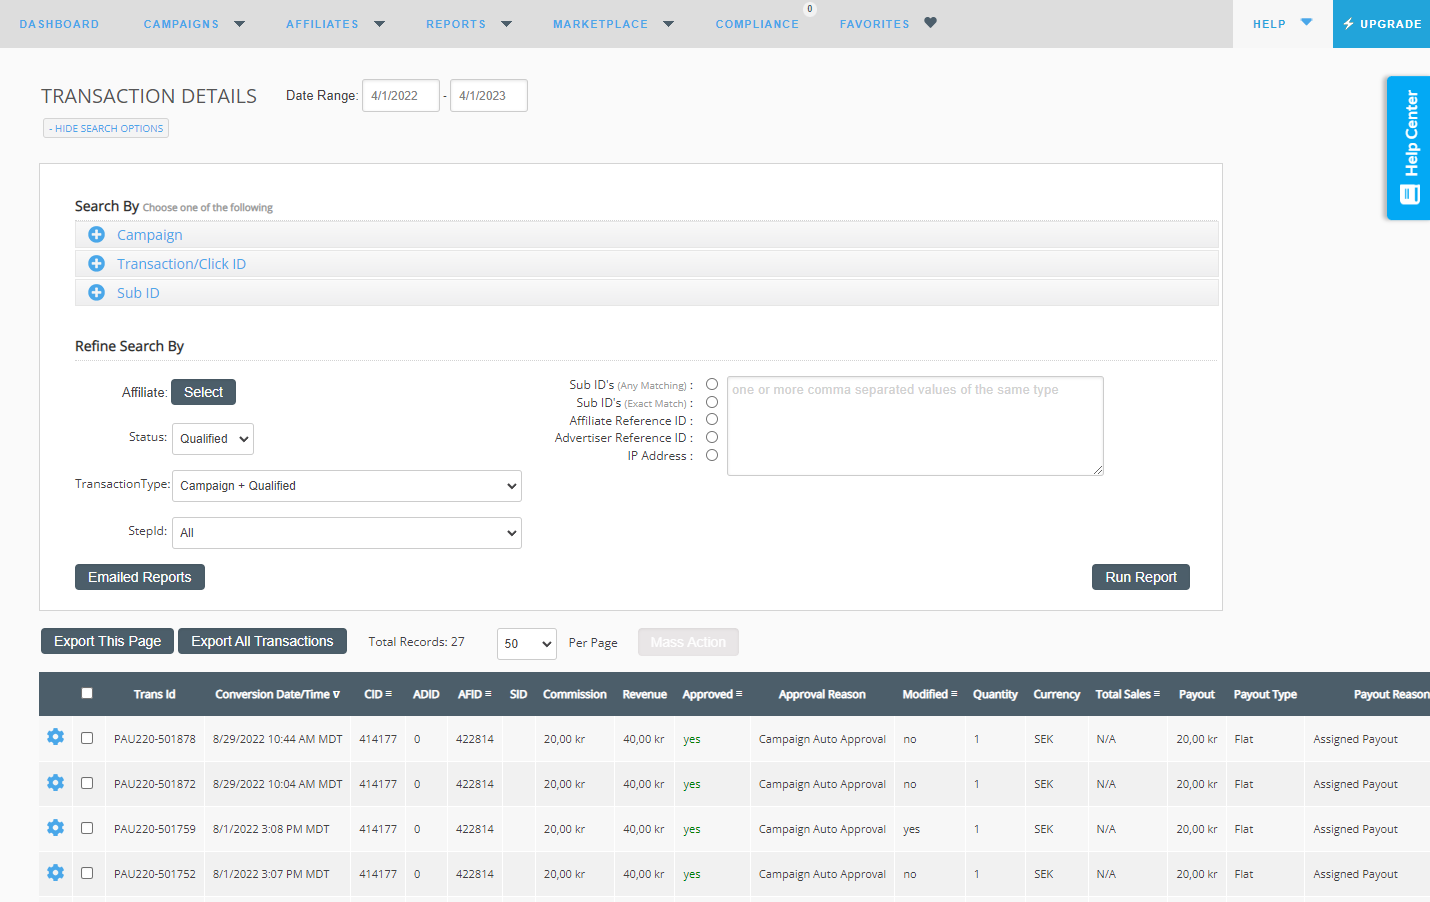 DASHBOARD CAMPAIGNS AFFILIATES REPORTS MARKETPLACE COMPLIANCE 0 FAVORITES HELP UPGRADE
TRANSACTION DETAILS Date Range: 4/1/2022 - 4/1/2023
- HIDE SEARCH OPTIONS
Help Center
Search By Choose one of the following
Campaign
Transaction/Click ID
Sub ID
Refine Search By
Affiliate: Select
Status: Qualified
TransactionType: Campaign + Qualified
StepId: All
Sub ID's (Any Matching) :
Sub ID's (Exact Match) :
Affiliate Reference ID :
Advertiser Reference ID :
IP Address :
one or more comma separated values of the same type
Emailed Reports Run Report
Export This Page Export All Transactions Total Records: 27 50 Per Page Mass Action
Trans Id Conversion Date/Time ∇ CID ≡ ADID AFID ≡ SID Commission Revenue Approved ≡ Approval Reason Modified ≡ Quantity Currency Total Sales ≡ Payout Payout Type Payout Reason
PAU220-501878 8/29/2022 10:44 AM MDT 414177 0 422814 20,00 kr 40,00 kr yes Campaign Auto Approval no 1 SEK N/A 20,00 kr Flat Assigned Payout
PAU220-501872 8/29/2022 10:04 AM MDT 414177 0 422814 20,00 kr 40,00 kr yes Campaign Auto Approval no 1 SEK N/A 20,00 kr Flat Assigned Payout
PAU220-501759 8/1/2022 3:08 PM MDT 414177 0 422814 20,00 kr 40,00 kr yes Campaign Auto Approval yes 1 SEK N/A 20,00 kr Flat Assigned Payout
PAU220-501752 8/1/2022 3:07 PM MDT 414177 0 422814 20,00 kr 40,00 kr yes Campaign Auto Approval no 1 SEK N/A 20,00 kr Flat Assigned Payout